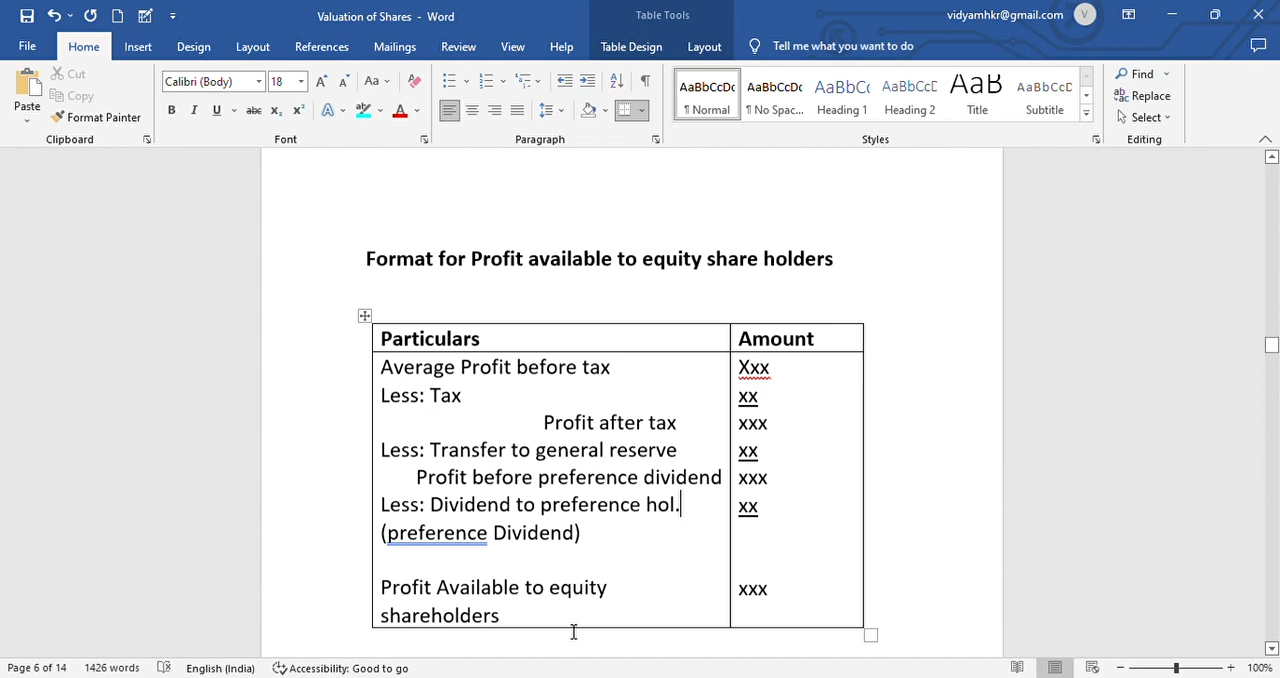 Valuation of Shares - Word
Table Tools
vidyamhkr@gmail.com
V
File Home Insert Design Layout References Mailings Review View Help Table Design Layout Tell me what you want to do
Paste
Cut
Copy
Format Painter
Clipboard
Calibri (Body) 18
Aa
B I U abc x₂ x² A A
Font
Paragraph
AaBbCcDc AaBbCcDc AaBbCc AaBbCcC AaB AaBbCcC
¶ Normal ¶ No Spac... Heading 1 Heading 2 Title Subtitle
Styles
Find
Replace
Select
Editing
Format for Profit available to equity share holders
Particulars Amount
Average Profit before tax Xxx
Less: Tax xx
Profit after tax xxx
Less: Transfer to general reserve xx
Profit before preference dividend xxx
Less: Dividend to preference hol. xx
(preference Dividend)
Profit Available to equity xxx
shareholders
Page 6 of 14 1426 words English (India) Accessibility: Good to go 100%